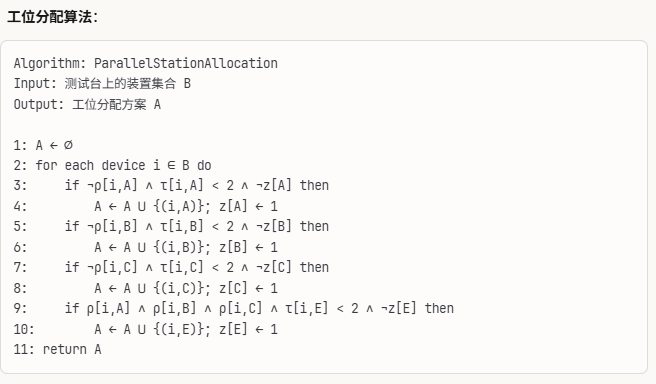 工位分配算法：
Algorithm: ParallelStationAllocation
Input: 测试台上的装置集合 B
Output: 工位分配方案 A
1: A ← ∅
2: for each device i ∈ B do
3:     if ¬ρ[i,A] ∧ τ[i,A] < 2 ∧ ¬z[A] then
4:         A ← A ∪ {(i,A)}; z[A] ← 1
5:     if ¬ρ[i,B] ∧ τ[i,B] < 2 ∧ ¬z[B] then
6:         A ← A ∪ {(i,B)}; z[B] ← 1
7:     if ¬ρ[i,C] ∧ τ[i,C] < 2 ∧ ¬z[C] then
8:         A ← A ∪ {(i,C)}; z[C] ← 1
9:     if ρ[i,A] ∧ ρ[i,B] ∧ ρ[i,C] ∧ τ[i,E] < 2 ∧ ¬z[E] then
10:         A ← A ∪ {(i,E)}; z[E] ← 1
11: return A